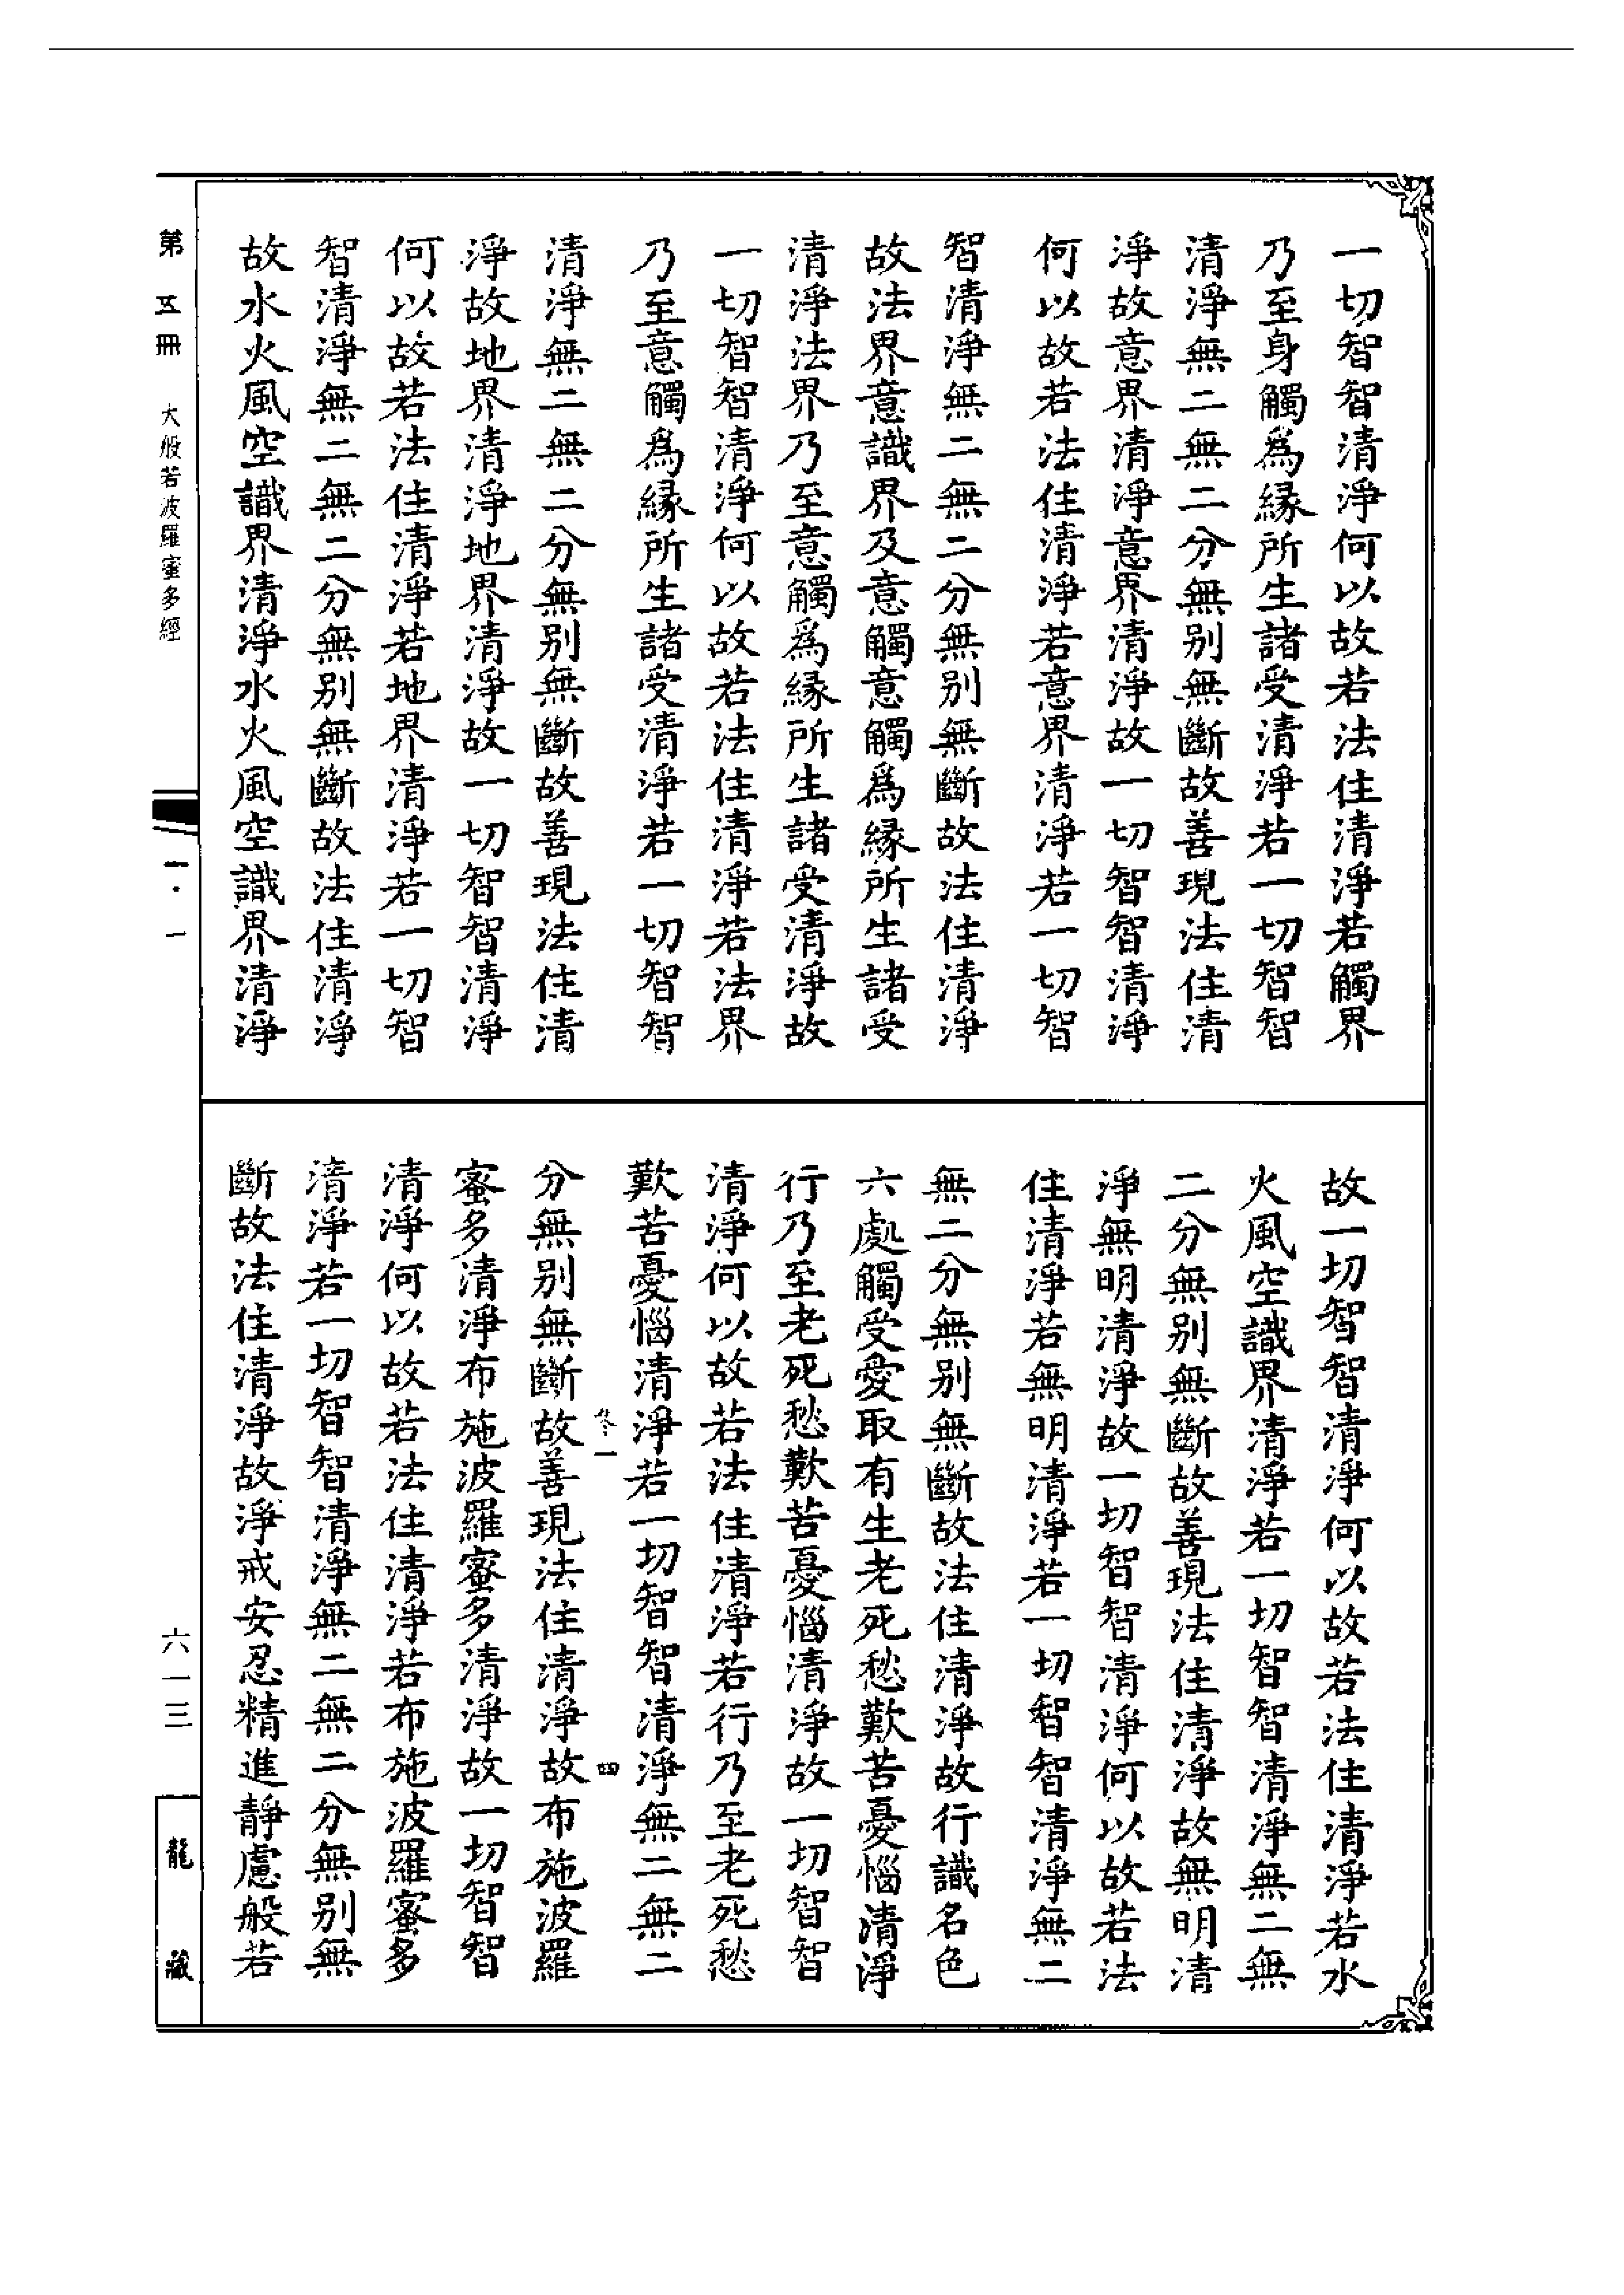 一切智智清淨何以故若法住清淨若觸界
乃至身觸爲緣所生諸受清淨若一切智智
清淨無二無二分無别無斷故善現法住清
淨故意界清淨意界清淨故一切智智清淨
何以故若法住清淨若意界清淨若一切智
智清淨無二無二分無别無斷故法住清淨
故法界意識界及意觸意觸爲緣所生諸受
清淨法界乃至意觸爲緣所生諸受清淨故
一切智智清淨何以故若法住清淨若法界
乃至意觸爲緣所生諸受清淨若一切智智
清淨無二無二分無别無斷故善現法住清
淨故地界清淨地界清淨故一切智智清淨
何以故若法住清淨若地界清淨若一切智
智清淨無二無二分無别無斷故法住清淨
故水火風空識界清淨水火風空識界清淨
故一切智智清淨何以故若法住清淨若水
火風空識界清淨若一切智智清淨無二無
二分無别無斷故善現法住清淨故無明清
淨無明清淨故一切智智清淨何以故若法
住清淨若無明清淨若一切智智清淨無二
無二分無别無斷故法住清淨故行識名色
六處觸受愛取有生老死愁歎苦憂惱清淨
行乃至老死愁歎苦憂惱清淨故一切智智
清淨何以故若法住清淨若行乃至老死愁
歎苦憂惱清淨若一切智智清淨無二無二
冬一 四
分無别無斷故善現法住清淨故布施波羅
蜜多清淨布施波羅蜜多清淨故一切智智
清淨何以故若法住清淨若布施波羅蜜多
清淨若一切智智清淨無二無二分無别無
斷故法住清淨故淨戒安忍精進靜慮般若
第五冊 大般若波羅蜜多經
一·一
六一三
龍藏